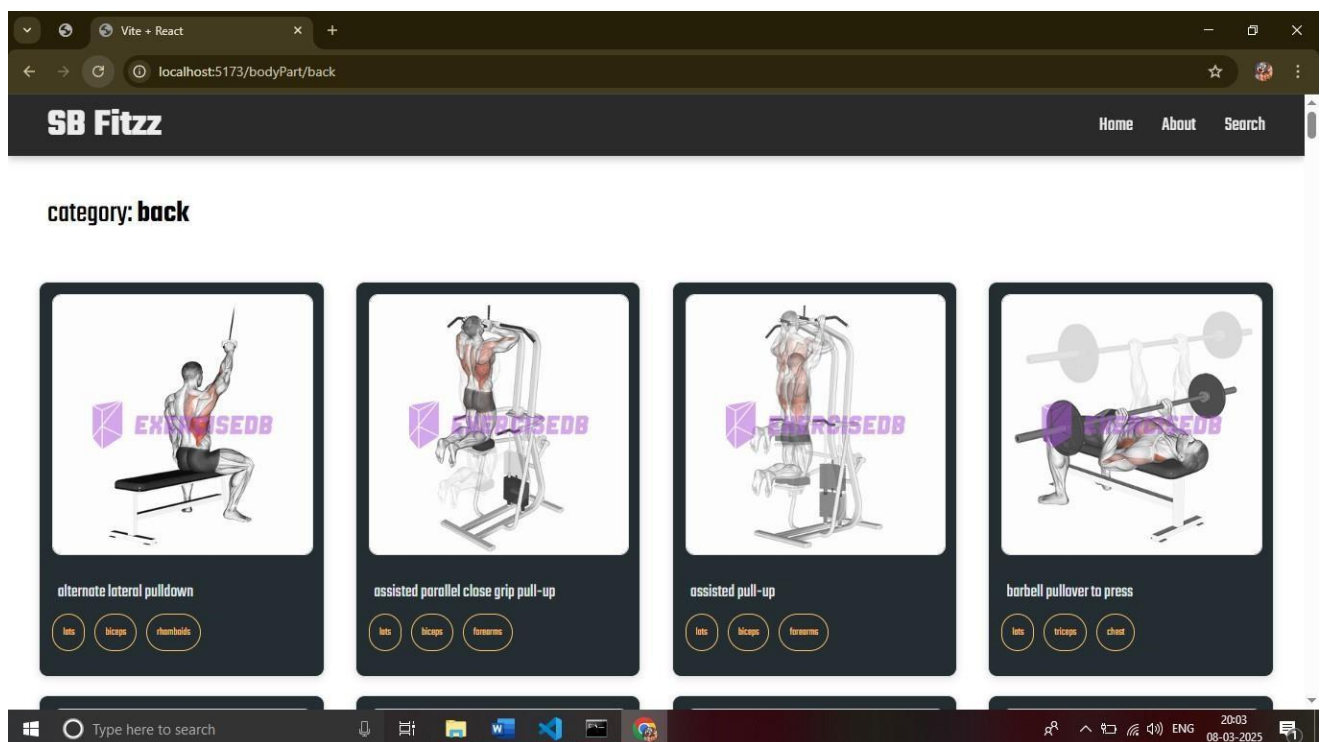 Vite + React
localhost:5173/bodyPart/back
SB Fitzz
Home About Search
category: back
EXERCISEDB EXERCISEDB EXERCISEDB EXERCISEDB
alternate lateral pulldown assisted parallel close grip pull-up assisted pull-up barbell pullover to press
lats biceps rhomboids lats biceps forearms lats biceps forearms lats triceps chest
Type here to search
ENG
20:03
08-03-2025
1